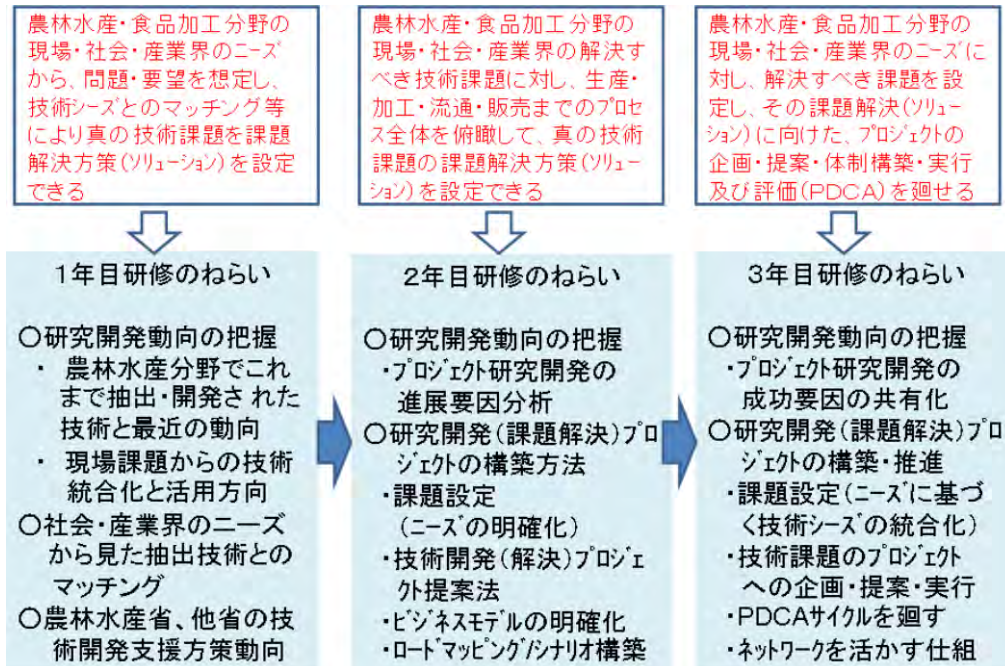 農林水産・食品加工分野の
現場・社会・産業界のニーズ
から、問題・要望を想定し、
技術シーズとのマッチング等
により真の技術課題を課題
解決方策(ソリューション)を設定
できる
農林水産・食品加工分野の
現場・社会・産業界の解決す
べき技術課題に対し、生産・
加工・流通・販売までのプロセ
ス全体を俯瞰して、真の技術
課題の課題解決方策(ソリュー
ション)を設定できる
農林水産・食品加工分野の
現場・社会・産業界のニーズに
対し、解決すべき課題を設
定し、その課題解決(ソリュー
ション)に向けた、プロジェクトの
企画・提案・体制構築・実行
及び評価(PDCA)を廻せる
1年目研修のねらい
○研究開発動向の把握
・ 農林水産分野でこれ
まで抽出・開発された
技術と最近の動向
・ 現場課題からの技術
統合化と活用方向
○社会・産業界のニーズ
から見た抽出技術との
マッチング
○農林水産省、他省の技
術開発支援方策動向
2年目研修のねらい
○研究開発動向の把握
・プロジェクト研究開発の
進展要因分析
○研究開発(課題解決)プロ
ジェクトの構築方法
・課題設定
(ニーズの明確化)
・技術開発(解決)プロジェ
クト提案法
・ビジネスモデルの明確化
・ロードマッピング/シナリオ構築
3年目研修のねらい
○研究開発動向の把握
・プロジェクト研究開発の
成功要因の共有化
○研究開発(課題解決)プロ
ジェクトの構築・推進
・課題設定(ニーズに基づ
く技術シーズの統合化)
・技術課題のプロジェクト
への企画・提案・実行
・PDCAサイクルを廻す
・ネットワークを活かす仕組